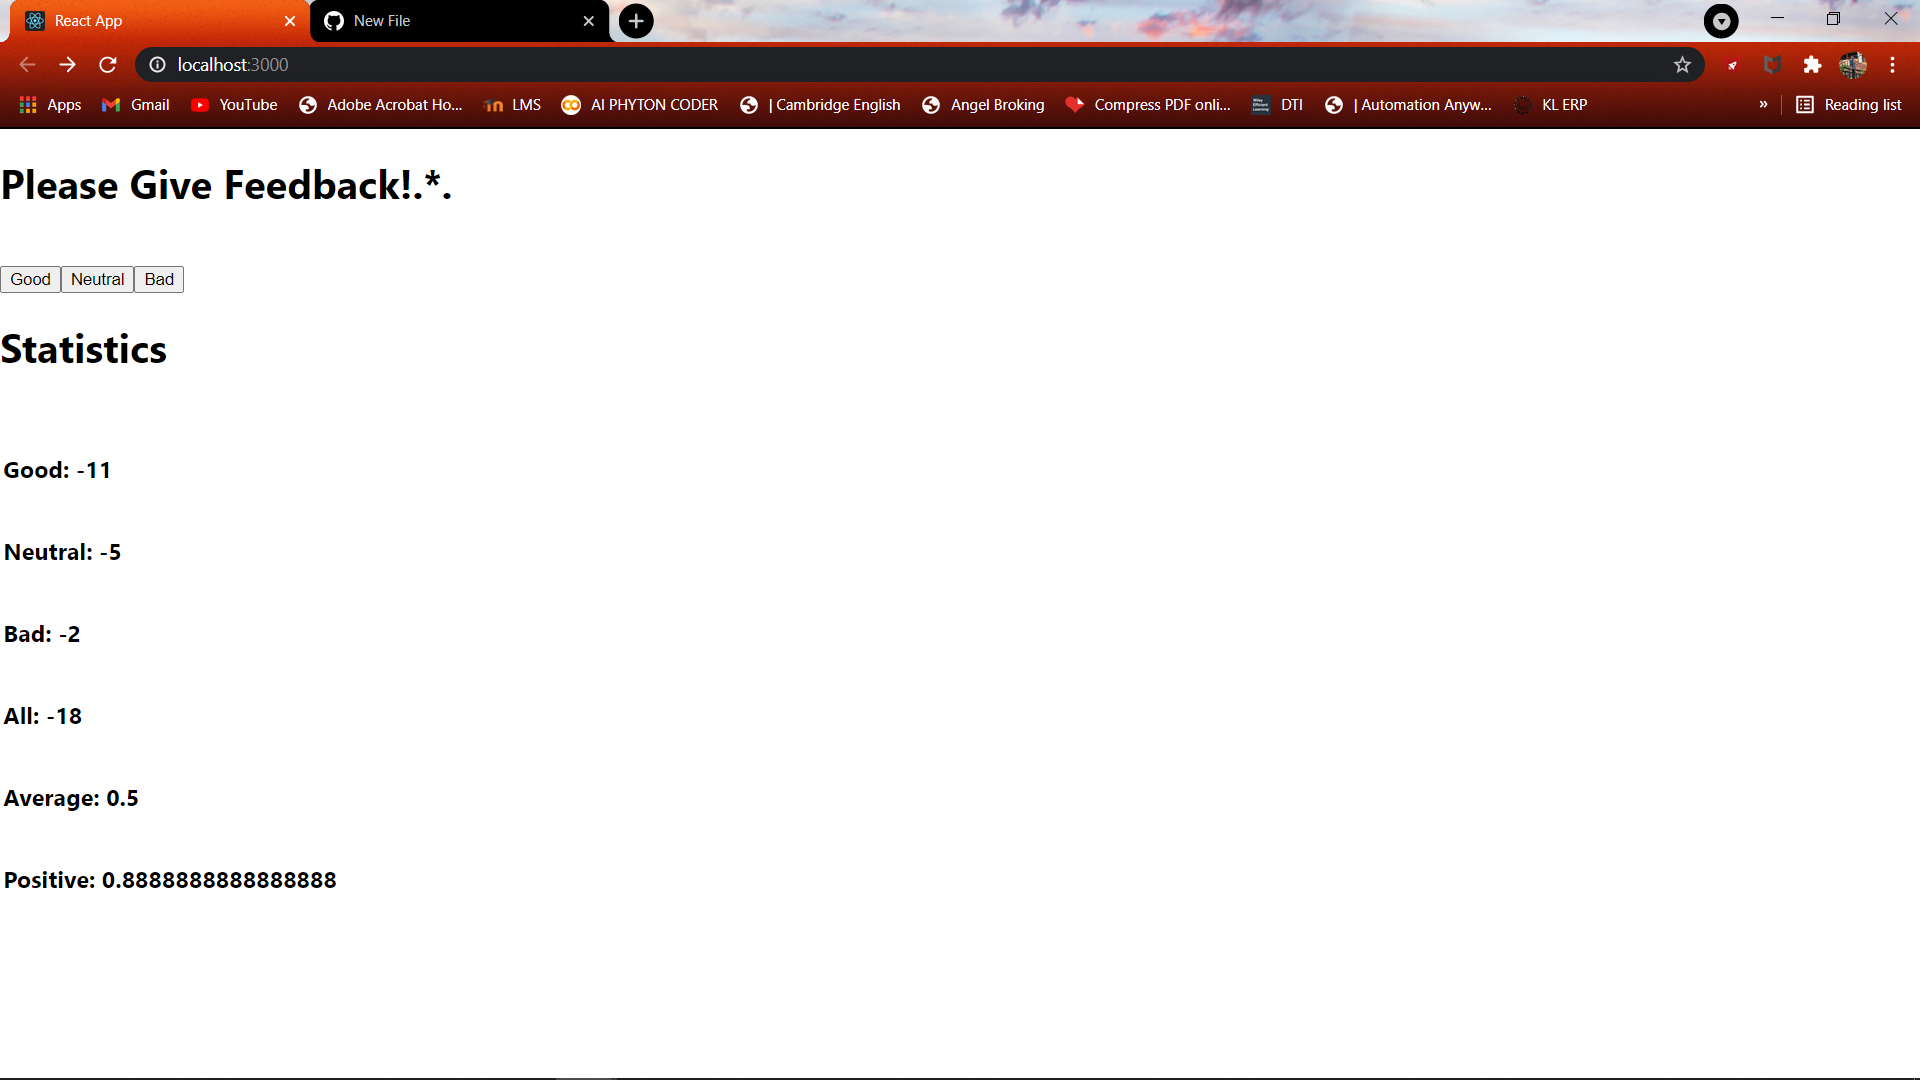 React App
New File
localhost:3000
Apps Gmail YouTube Adobe Acrobat Ho... LMS AI PHYTON CODER | Cambridge English Angel Broking Compress PDF onli... DTI | Automation Anyw... KL ERP » Reading list
Please Give Feedback!.*.
Good Neutral Bad
Statistics
Good: -11
Neutral: -5
Bad: -2
All: -18
Average: 0.5
Positive: 0.8888888888888888